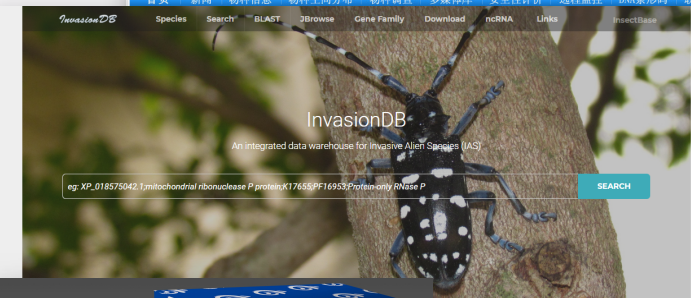 InvasionDB Species Search BLAST JBrowse Gene Family Download ncRNA Links InsectBase
InvasionDB
An integrated data warehouse for Invasive Alien Species (IAS)
eg: XP_018575042.1;mitochondrial ribonuclease P protein;K17655;PF16953;Protein-only RNase P SEARCH